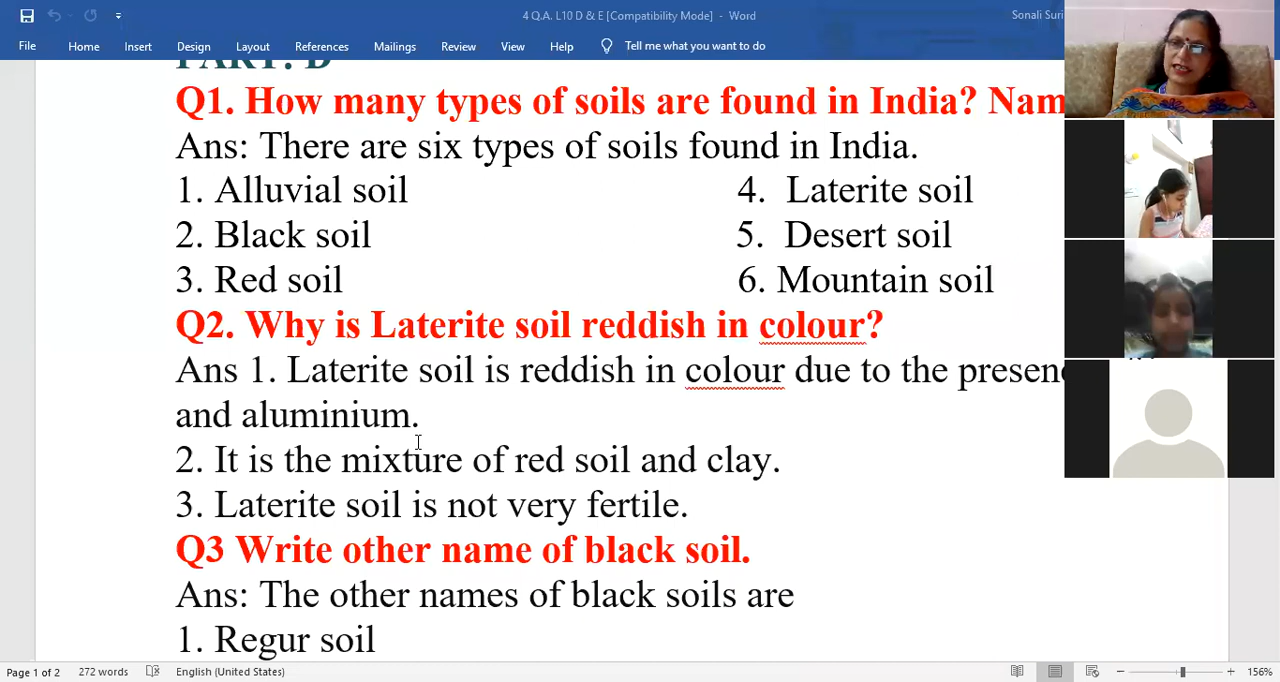 4 Q.A. L10 D & E [Compatibility Mode] - Word
Sonali Suri
File Home Insert Design Layout References Mailings Review View Help Tell me what you want to do
PART: D
Q1. How many types of soils are found in India? Nam
Ans: There are six types of soils found in India.
1. Alluvial soil 4. Laterite soil
2. Black soil 5. Desert soil
3. Red soil 6. Mountain soil
Q2. Why is Laterite soil reddish in colour?
Ans 1. Laterite soil is reddish in colour due to the presenc
and aluminium.
2. It is the mixture of red soil and clay.
3. Laterite soil is not very fertile.
Q3 Write other name of black soil.
Ans: The other names of black soils are
1. Regur soil
Page 1 of 2 272 words English (United States) 156%